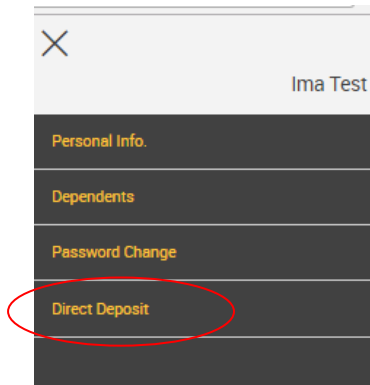 Ima Test
Personal Info.
Dependents
Password Change
Direct Deposit